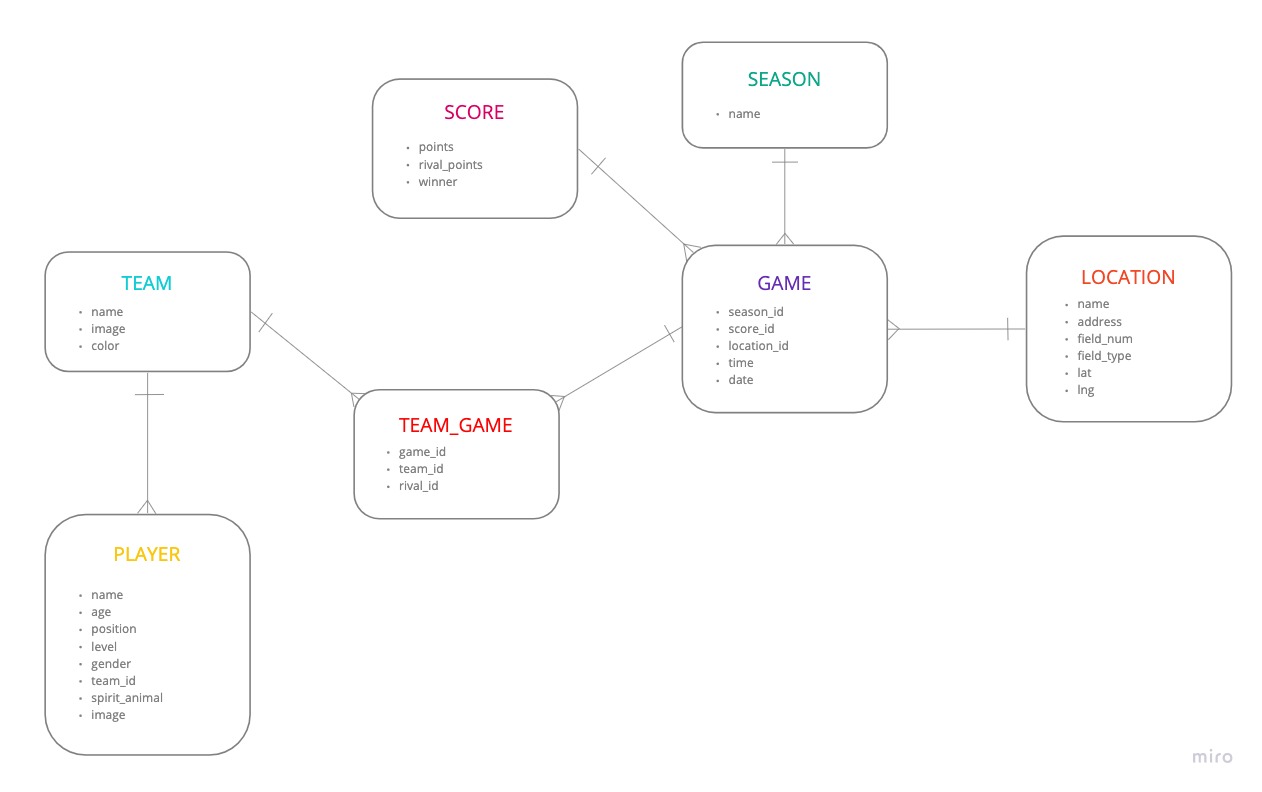 SEASON
• name
SCORE
• points
• rival_points
• winner
TEAM
• name
• image
• color
GAME
• season_id
• score_id
• location_id
• time
• date
LOCATION
• name
• address
• field_num
• field_type
• lat
• lng
TEAM_GAME
• game_id
• team_id
• rival_id
PLAYER
• name
• age
• position
• level
• gender
• team_id
• spirit_animal
• image
miro